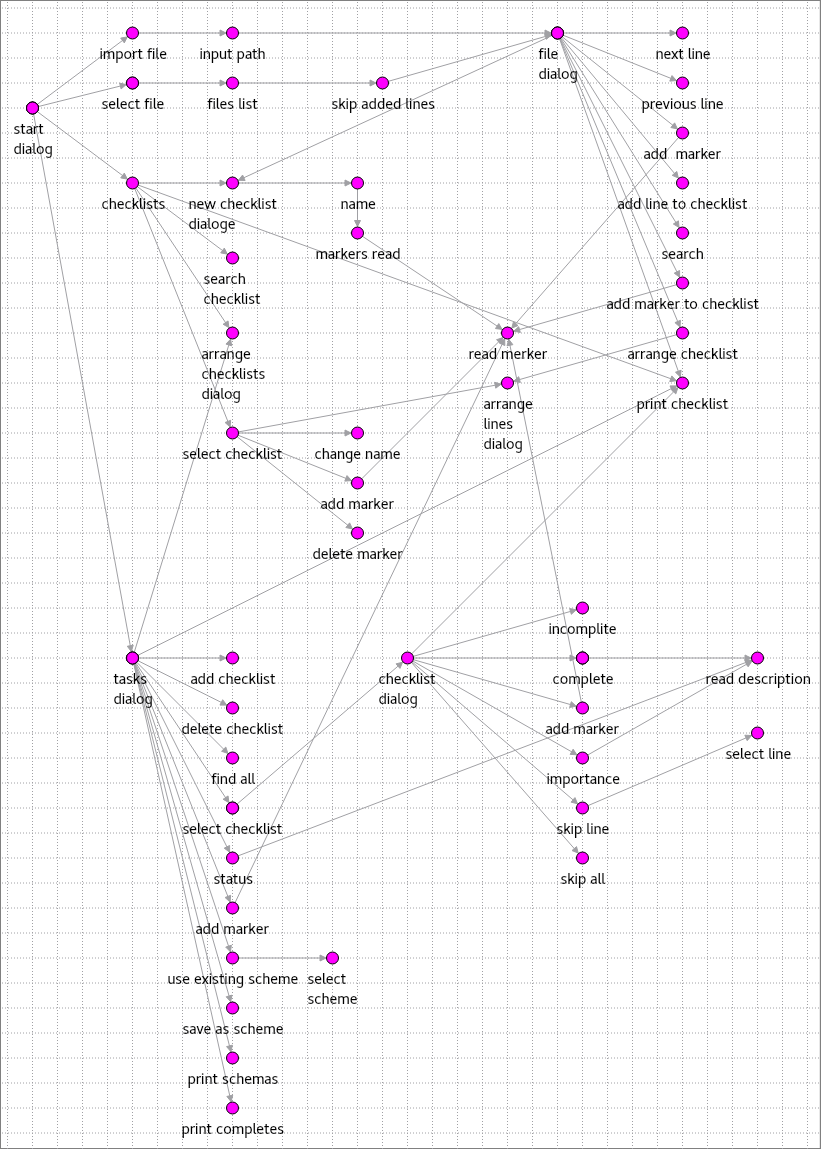 import file
input path
file
dialog
next line
select file
files list
skip added lines
previous line
start
dialog
add  marker
checklists
new checklist
dialoge
name
add line to checklist
markers read
search
search
checklist
add marker to checklist
arrange
checklists
dialog
read merker
arrange checklist
arrange
lines
dialog
print checklist
select checklist
change name
add marker
delete marker
incomplite
tasks
dialog
add checklist
checklist
dialog
complete
read description
delete checklist
add marker
select line
find all
importance
select checklist
skip line
status
skip all
add marker
use existing scheme
select
scheme
save as scheme
print schemas
print completes